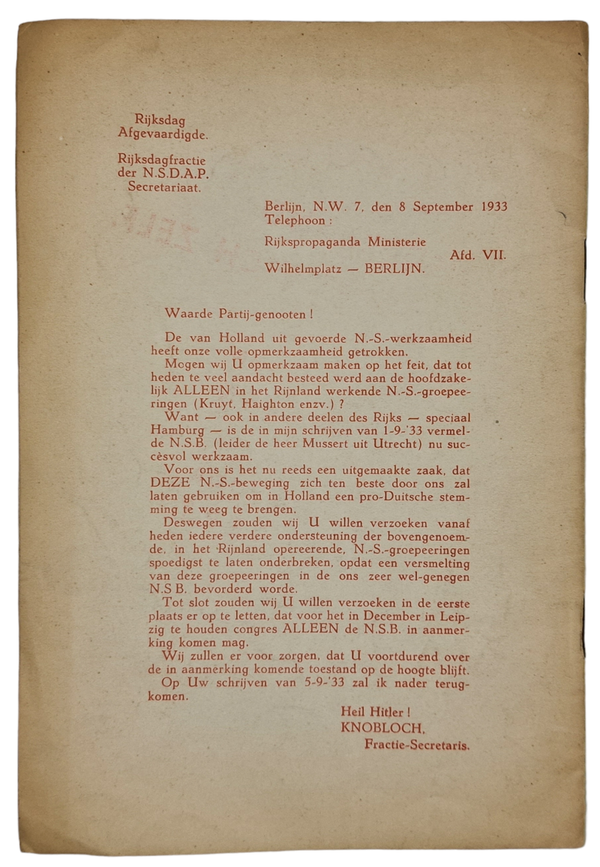 Rijksdag
Afgevaardigde.
Rijksdagfractie
der N.S.D.A.P.
Secretariaat.
Berlijn, N.W. 7, den 8 September 1933
Telephoon :
Rijkspropaganda Ministerie
Afd. VII.
Wilhelmplatz — BERLIJN.
Waarde Partij-genooten !
De van Holland uit gevoerde N.-S.-werkzaamheid
heeft onze volle opmerkzaamheid getrokken.
Mogen wij U opmerkzaam maken op het feit, dat tot
heden te veel aandacht besteed werd aan de hoofdzake-
lijk ALLEEN in het Rijnland werkende N.-S.-groepee-
ringen (Kruyt, Haighton enzv.) ?
Want — ook in andere deelen des Rijks — speciaal
Hamburg — is de in mijn schrijven van 1-9-'33 vermel-
de N.S.B. (leider de heer Mussert uit Utrecht) nu suc-
cèsvol werkzaam.
Voor ons is het nu reeds een uitgemaakte zaak, dat
DEZE N.-S.-beweging zich ten beste door ons zal
laten gebruiken om in Holland een pro-Duitsche stem-
ming te weeg te brengen.
Deswegen zouden wij U willen verzoeken vanaf
heden iedere verdere ondersteuning der bovengenoem-
de, in het Rijnland opereerende, N.-S.-groepeeringen
spoedigst te laten onderbreken, opdat een versmelting
van deze groepeeringen in de ons zeer wel-genegen
N.S B. bevorderd worde.
Tot slot zouden wij U willen verzoeken in de eerste
plaats er op te letten, dat voor het in December in Leip-
zig te houden congres ALLEEN de N.S.B. in aanmer-
king komen mag.
Wij zullen er voor zorgen, dat U voortdurend over
de in aanmerking komende toestand op de hoogte blijft.
Op Uw schrijven van 5-9-'33 zal ik nader terug-
komen.
Heil Hitler !
KNOBLOCH,
Fractie-Secretaris.